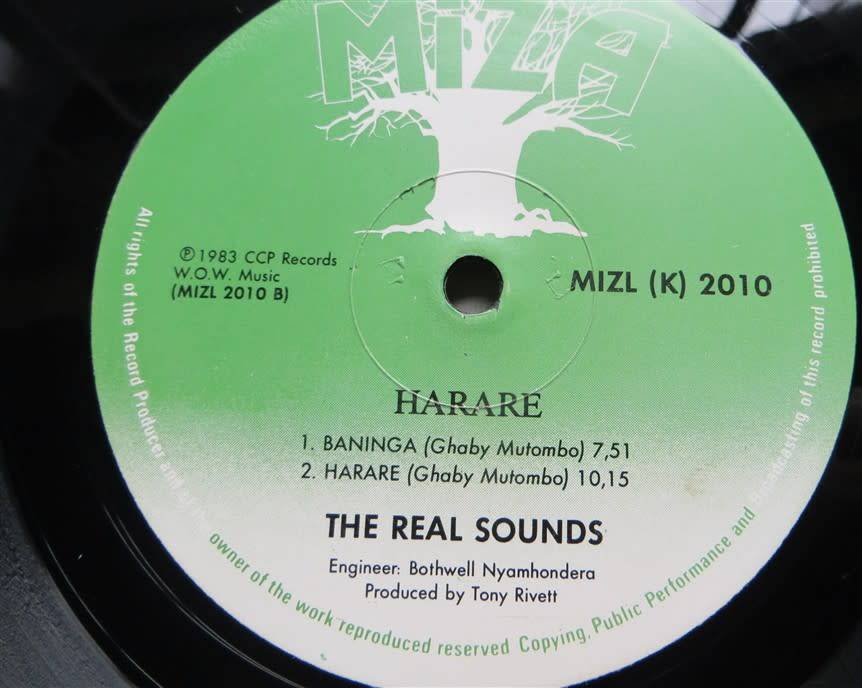 MiZA
℗ 1983 CCP Records
W.O.W. Music
(MIZL 2010 B)
MIZL (K) 2010
HARARE
1. BANINGA (Ghaby Mutombo) 7,51
2. HARARE (Ghaby Mutombo) 10,15
THE REAL SOUNDS
Engineer: Bothwell Nyamhondera
Produced by Tony Rivett
All rights of the Record Producer and owner of the work reproduced reserved Copying, Public Performance and Broadcasting of this record prohibited